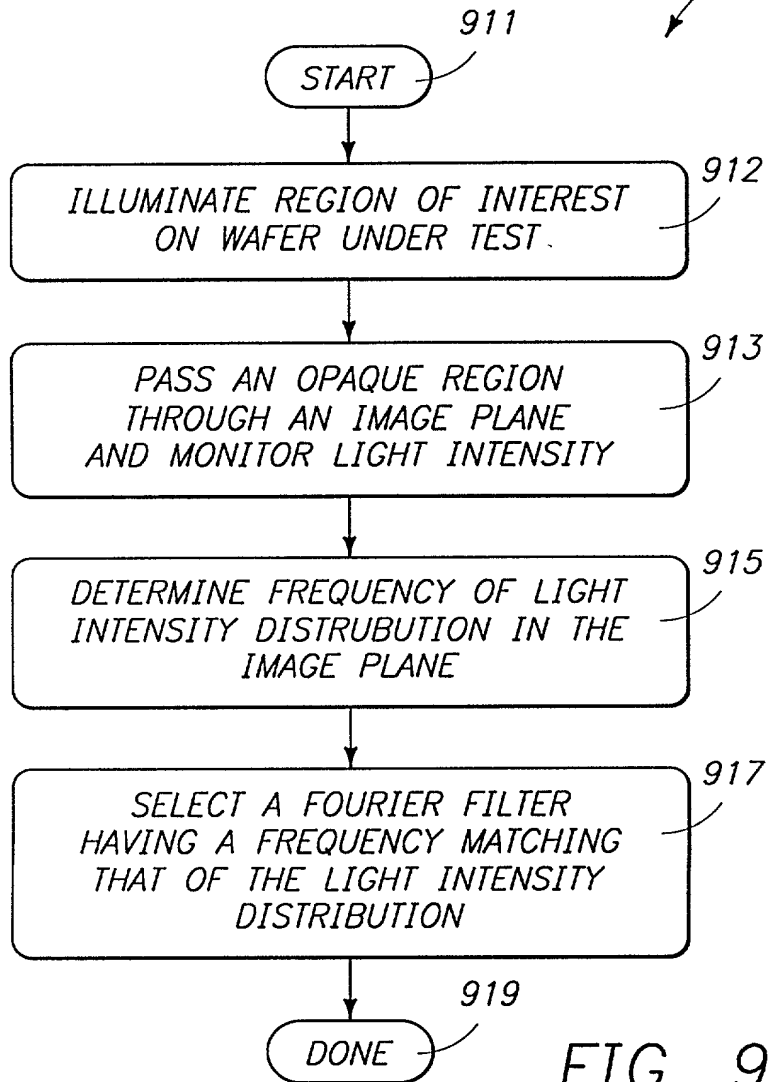 911
START
912
ILLUMINATE REGION OF INTEREST
ON WAFER UNDER TEST
913
PASS AN OPAQUE REGION
THROUGH AN IMAGE PLANE
AND MONITOR LIGHT INTENSITY
915
DETERMINE FREQUENCY OF LIGHT
INTENSITY DISTRUBUTION IN THE
IMAGE PLANE
917
SELECT A FOURIER FILTER
HAVING A FREQUENCY MATCHING
THAT OF THE LIGHT INTENSITY
DISTRIBUTION
919
DONE
FIG. 9